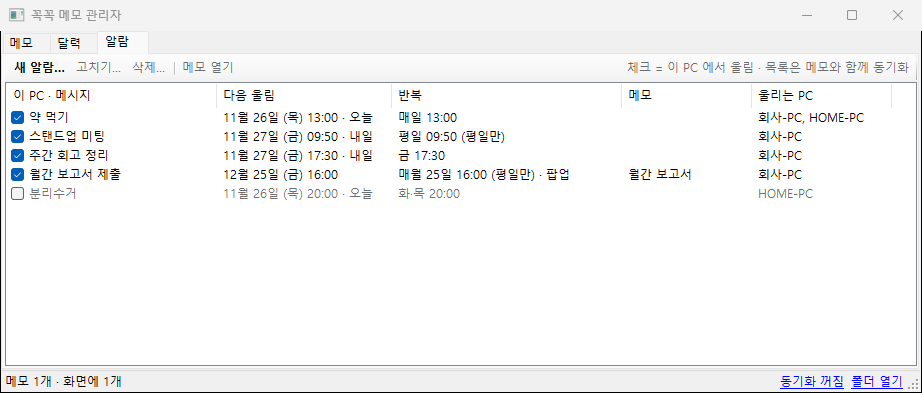 꼭꼭 메모 관리자
메모 달력 알람
새 알람... 고치기... 삭제... 메모 열기 체크 = 이 PC 에서 울림 · 목록은 메모와 함께 동기화
이 PC · 메시지 다음 울림 반복 메모 울리는 PC
약 먹기 11월 26일 (목) 13:00 · 오늘 매일 13:00 회사-PC, HOME-PC
스탠드업 미팅 11월 27일 (금) 09:50 · 내일 평일 09:50 (평일만) 회사-PC
주간 회고 정리 11월 27일 (금) 17:30 · 내일 금 17:30 회사-PC
월간 보고서 제출 12월 25일 (금) 16:00 매월 25일 16:00 (평일만) · 팝업 월간 보고서 회사-PC
분리수거 11월 26일 (목) 20:00 · 오늘 화·목 20:00 HOME-PC
메모 1개 · 화면에 1개 동기화 꺼짐 폴더 열기